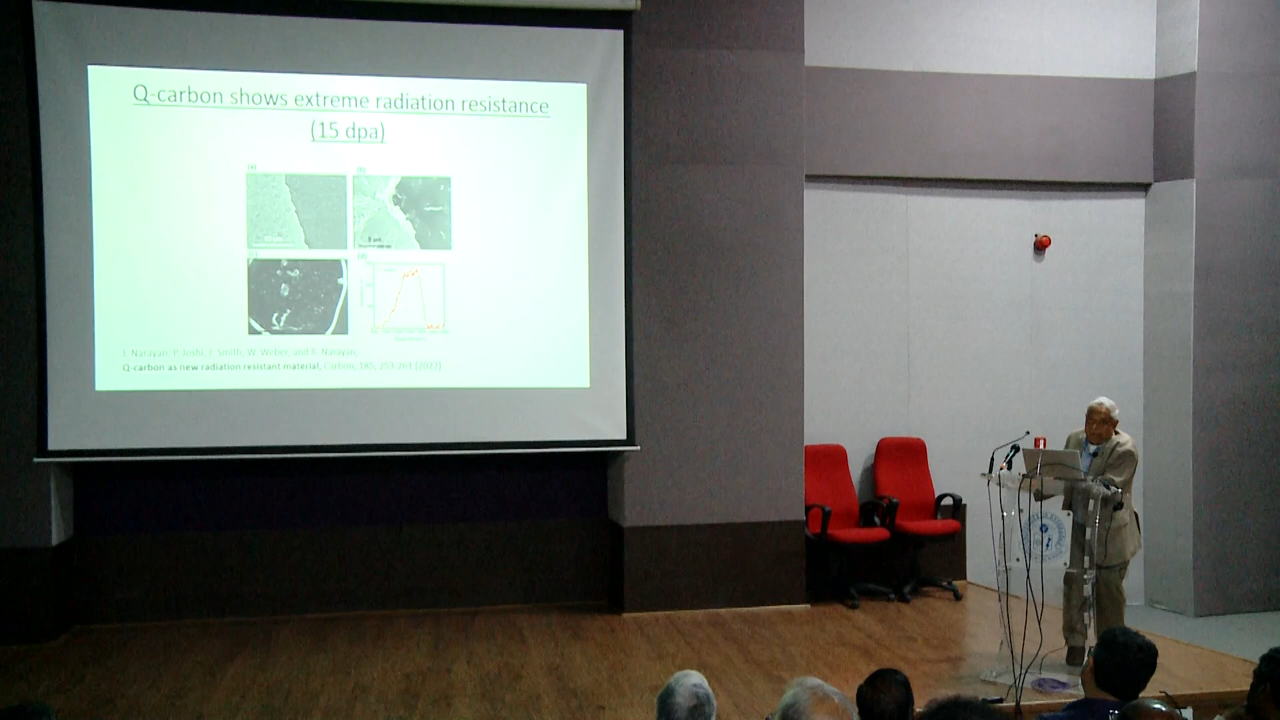 Q-carbon shows extreme radiation resistance
(15 dpa)
(a)
J. Narayan, P. Joshi, J. Smith, W. Weber, and R. Narayan,
Q-carbon as new radiation resistant material, Carbon, 186, 253-261 (2022)